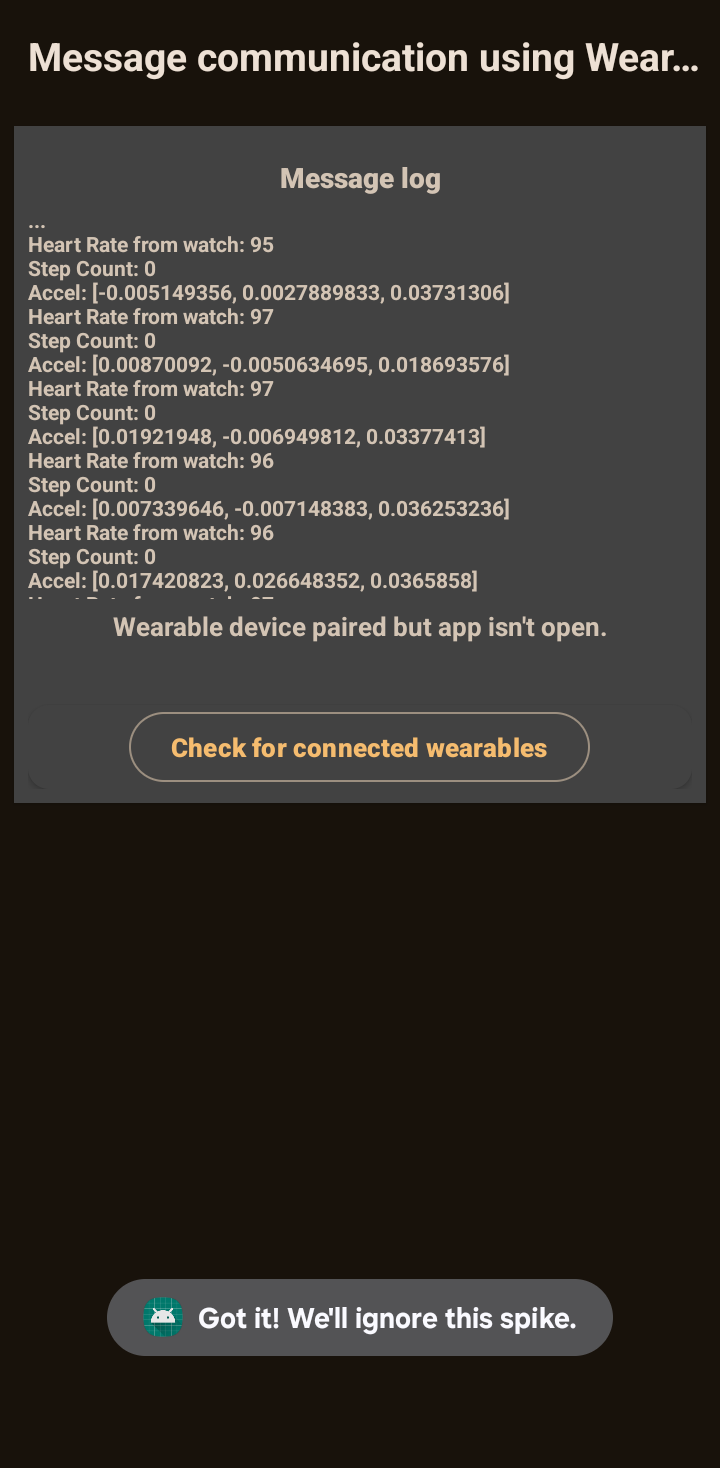 Message communication using Wear...
Message log
...
Heart Rate from watch: 95
Step Count: 0
Accel: [-0.005149356, 0.0027889833, 0.03731306]
Heart Rate from watch: 97
Step Count: 0
Accel: [0.00870092, -0.0050634695, 0.018693576]
Heart Rate from watch: 97
Step Count: 0
Accel: [0.01921948, -0.006949812, 0.03377413]
Heart Rate from watch: 96
Step Count: 0
Accel: [0.007339646, -0.007148383, 0.036253236]
Heart Rate from watch: 96
Step Count: 0
Accel: [0.017420823, 0.026648352, 0.0365858]
Wearable device paired but app isn't open.
Check for connected wearables
Got it! We'll ignore this spike.